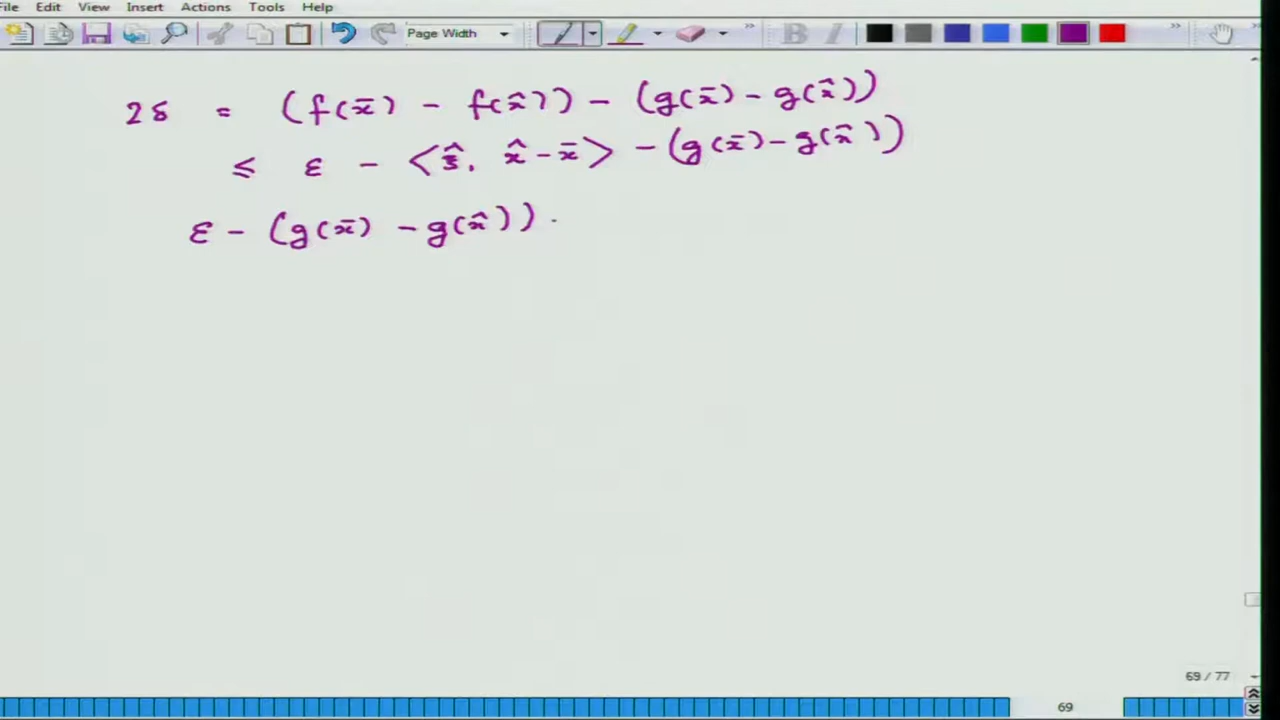 File Edit View Insert Actions Tools Help
Page Width
2δ = (f(x̄) - f(x̂)) - (g(x̄) - g(x̂))
≤ ε - <ξ̂, x̂ - x̄> - (g(x̄) - g(x̂))
ε - (g(x̄) - g(x̂)).
69 / 77
69